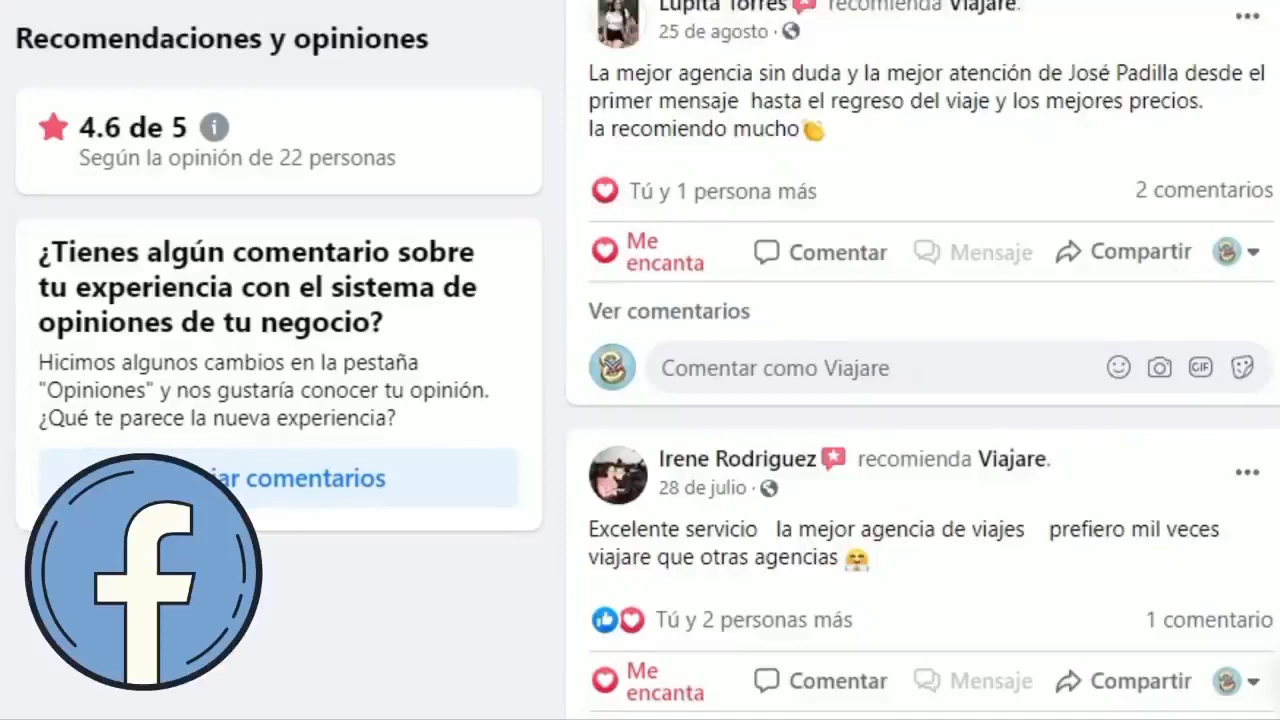 Recomendaciones y opiniones
4.6 de 5
Según la opinión de 22 personas
¿Tienes algún comentario sobre
tu experiencia con el sistema de
opiniones de tu negocio?
Hicimos algunos cambios en la pestaña
"Opiniones" y nos gustaría conocer tu opinión.
¿Qué te parece la nueva experiencia?
comentarios
Lupita Torres recomienda Viajare.
25 de agosto ·
La mejor agencia sin duda y la mejor atención de José Padilla desde el
primer mensaje hasta el regreso del viaje y los mejores precios.
la recomiendo mucho👏
Tú y 1 persona más
2 comentarios
Me encanta
Comentar
Mensaje
Compartir
Ver comentarios
Comentar como Viajare
GIF
Irene Rodriguez recomienda Viajare.
28 de julio ·
Excelente servicio la mejor agencia de viajes prefiero mil veces
viajare que otras agencias 🤗
Tú y 2 personas más
1 comentario
Me encanta
Comentar
Mensaje
Compartir